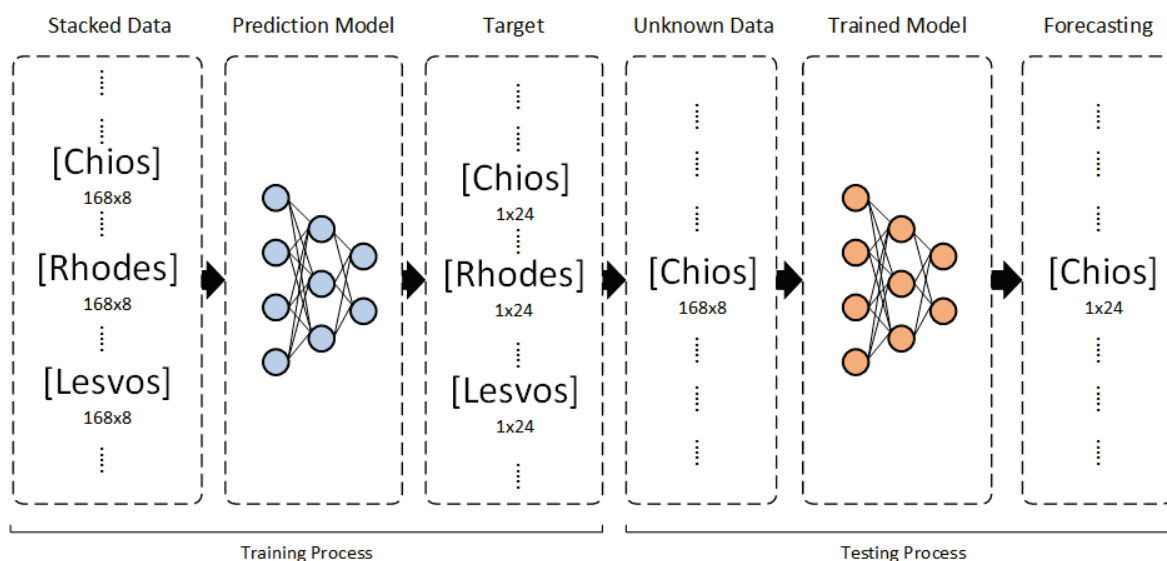 Stacked Data
Prediction Model
Target
Unknown Data
Trained Model
Forecasting
[Chios]
168x8
[Rhodes]
168x8
[Lesvos]
168x8
[Chios]
1x24
[Rhodes]
1x24
[Lesvos]
1x24
[Chios]
168x8
[Chios]
1x24
Training Process
Testing Process